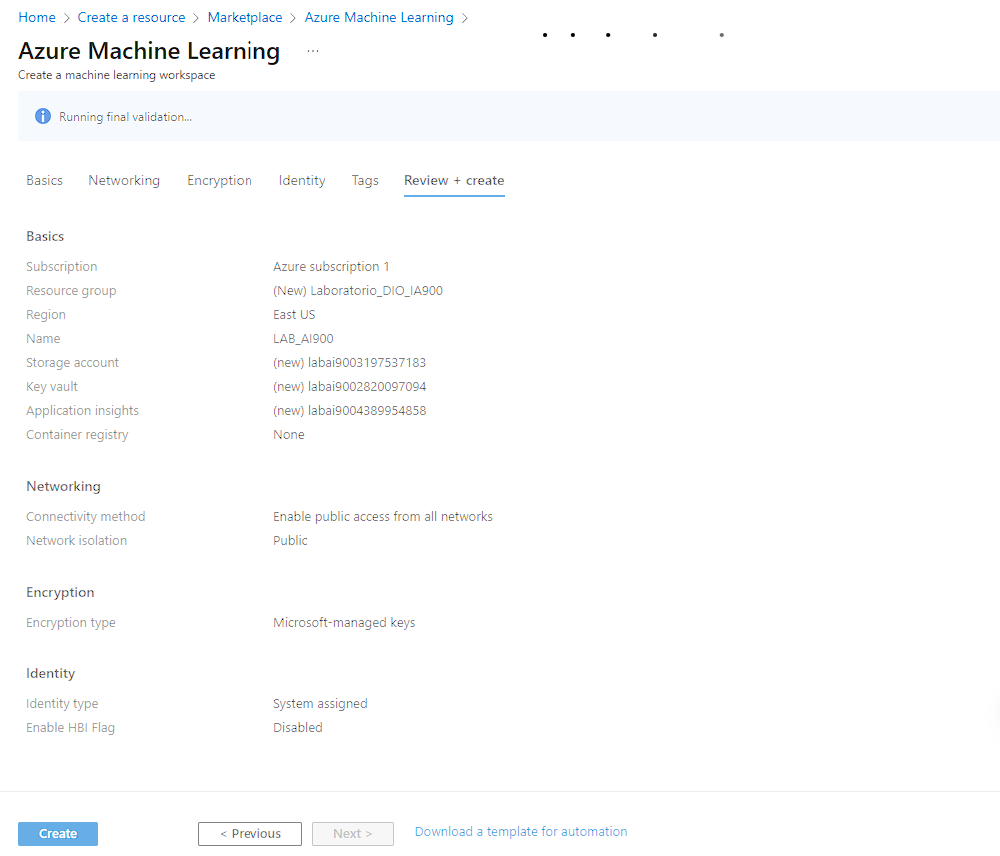 Home > Create a resource > Marketplace > Azure Machine Learning >
Azure Machine Learning ...
Create a machine learning workspace
Running final validation...
Basics Networking Encryption Identity Tags Review + create
Basics
Subscription Azure subscription 1
Resource group (New) Laboratorio_DIO_IA900
Region East US
Name LAB_AI900
Storage account (new) labai9003197537183
Key vault (new) labai9002820097094
Application insights (new) labai9004389954858
Container registry None
Networking
Connectivity method Enable public access from all networks
Network isolation Public
Encryption
Encryption type Microsoft-managed keys
Identity
Identity type System assigned
Enable HBI Flag Disabled
Create < Previous Next > Download a template for automation